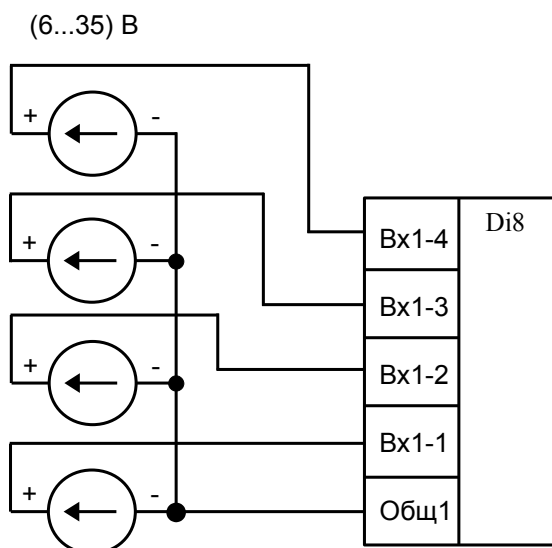 (6...35) В
+ -
Di8
Вх1-4
+ -
Вх1-3
+ -
Вх1-2
Вх1-1
+ -
Общ1